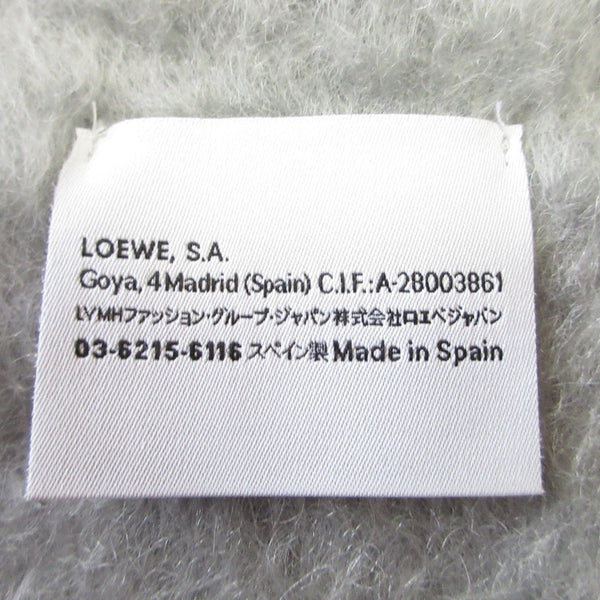 LOEWE, S.A.
Goya, 4 Madrid (Spain) C.I.F.: A-28003861
LVMHファッション・グループ・ジャパン株式会社ロエベジャパン
03-6215-6116 スペイン製 Made in Spain